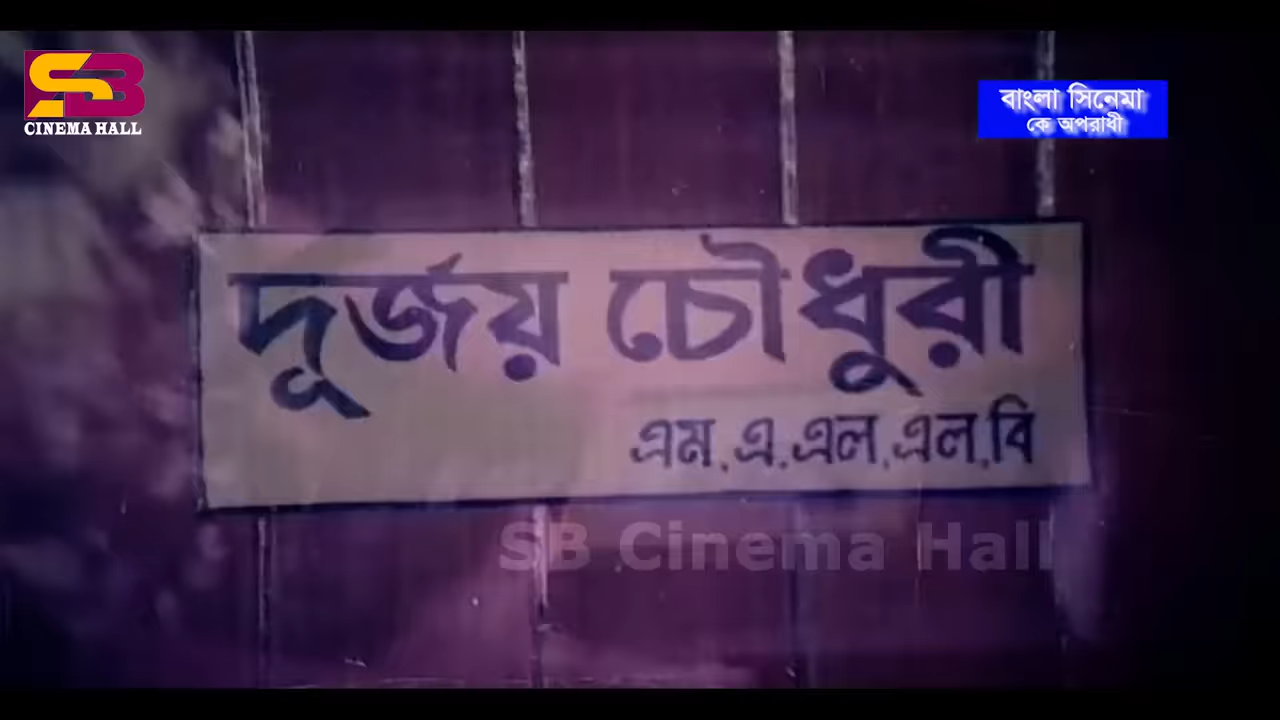 SB
CINEMA HALL
বাংলা সিনেমা
কে অপরাধী
দূর্জয় চৌধুরী
এম.এ.এল.এল.বি
SB Cinema Hall